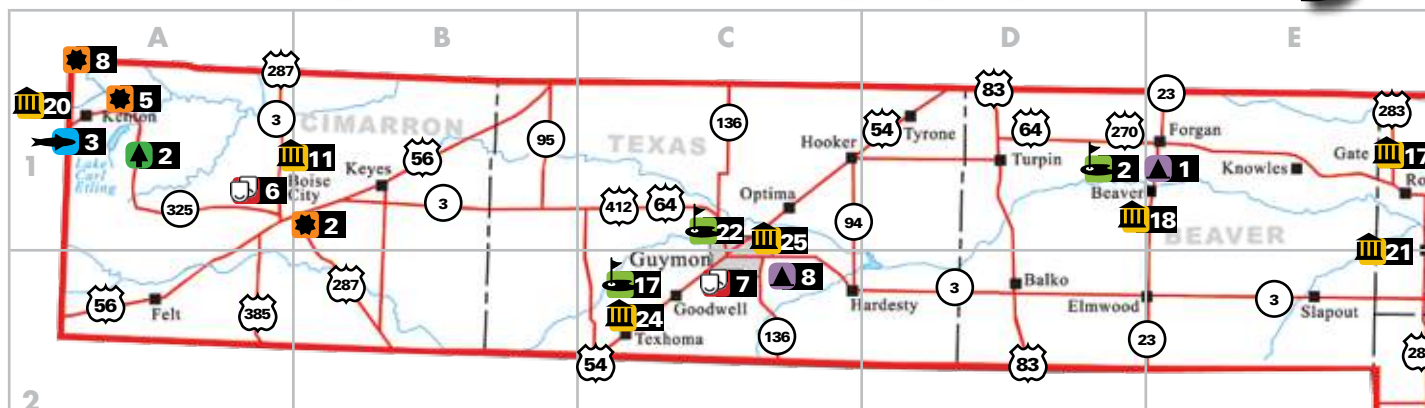 A B C D E
1
2
8
20
5
Kenton
3
2
Lake
Carl
Etling
287
3
CIMARRON
11
Boise
City
6
325
2
Keyes
56
3
95
56
Felt
385
287
TEXAS
136
Hooker
54
Tyrone
Optima
412
64
22
25
94
Guymon
17
7
8
24
Goodwell
Texhoma
54
136
Hardesty
83
64
270
Turpin
2
1
Beaver
18
3
Balko
Elmwood
83
23
23
Forgan
Knowles
Gate
283
17
Ro
BEAVER
21
3
Slapout
28